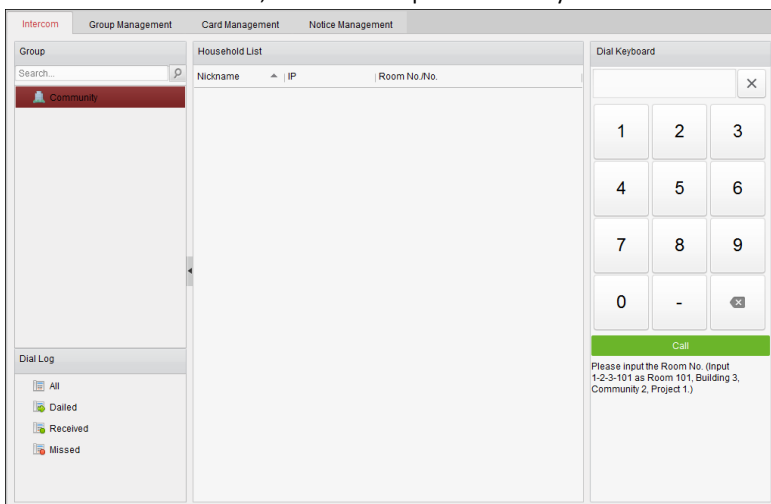 Intercom Group Management Card Management Notice Management
Group
Search...
Community
Dial Log
All
Dailed
Received
Missed
Household List
Nickname IP Room No./No.
Dial Keyboard
1 2 3
4 5 6
7 8 9
0 -
Call
Please input the Room No. (Input
1-2-3-101 as Room 101, Building 3,
Community 2, Project 1.)